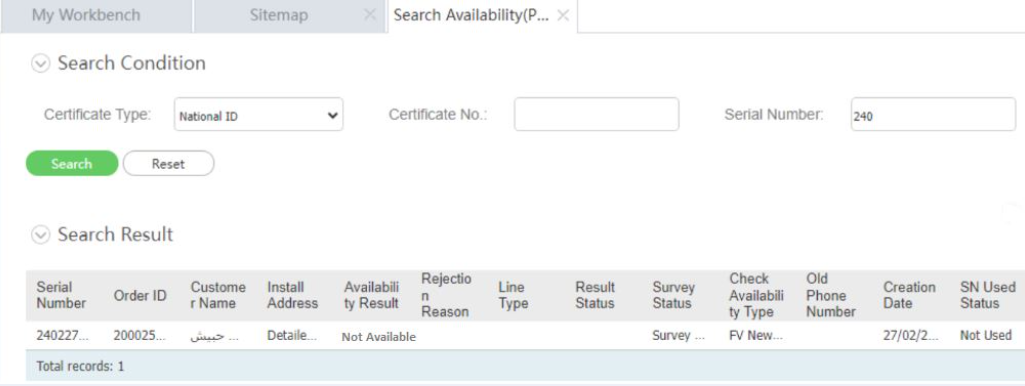 My Workbench Sitemap Search Availability(P...
Search Condition
Certificate Type: National ID Certificate No.: Serial Number: 240
Search Reset
Search Result
Serial Number Order ID Customer Name Install Address Availability Result Rejection Reason Line Type Result Status Survey Status Check Availability Type Old Phone Number Creation Date SN Used Status
240227... 200025... حبيش ... Detaile... Not Available Survey ... FV New... 27/02/2... Not Used
Total records: 1